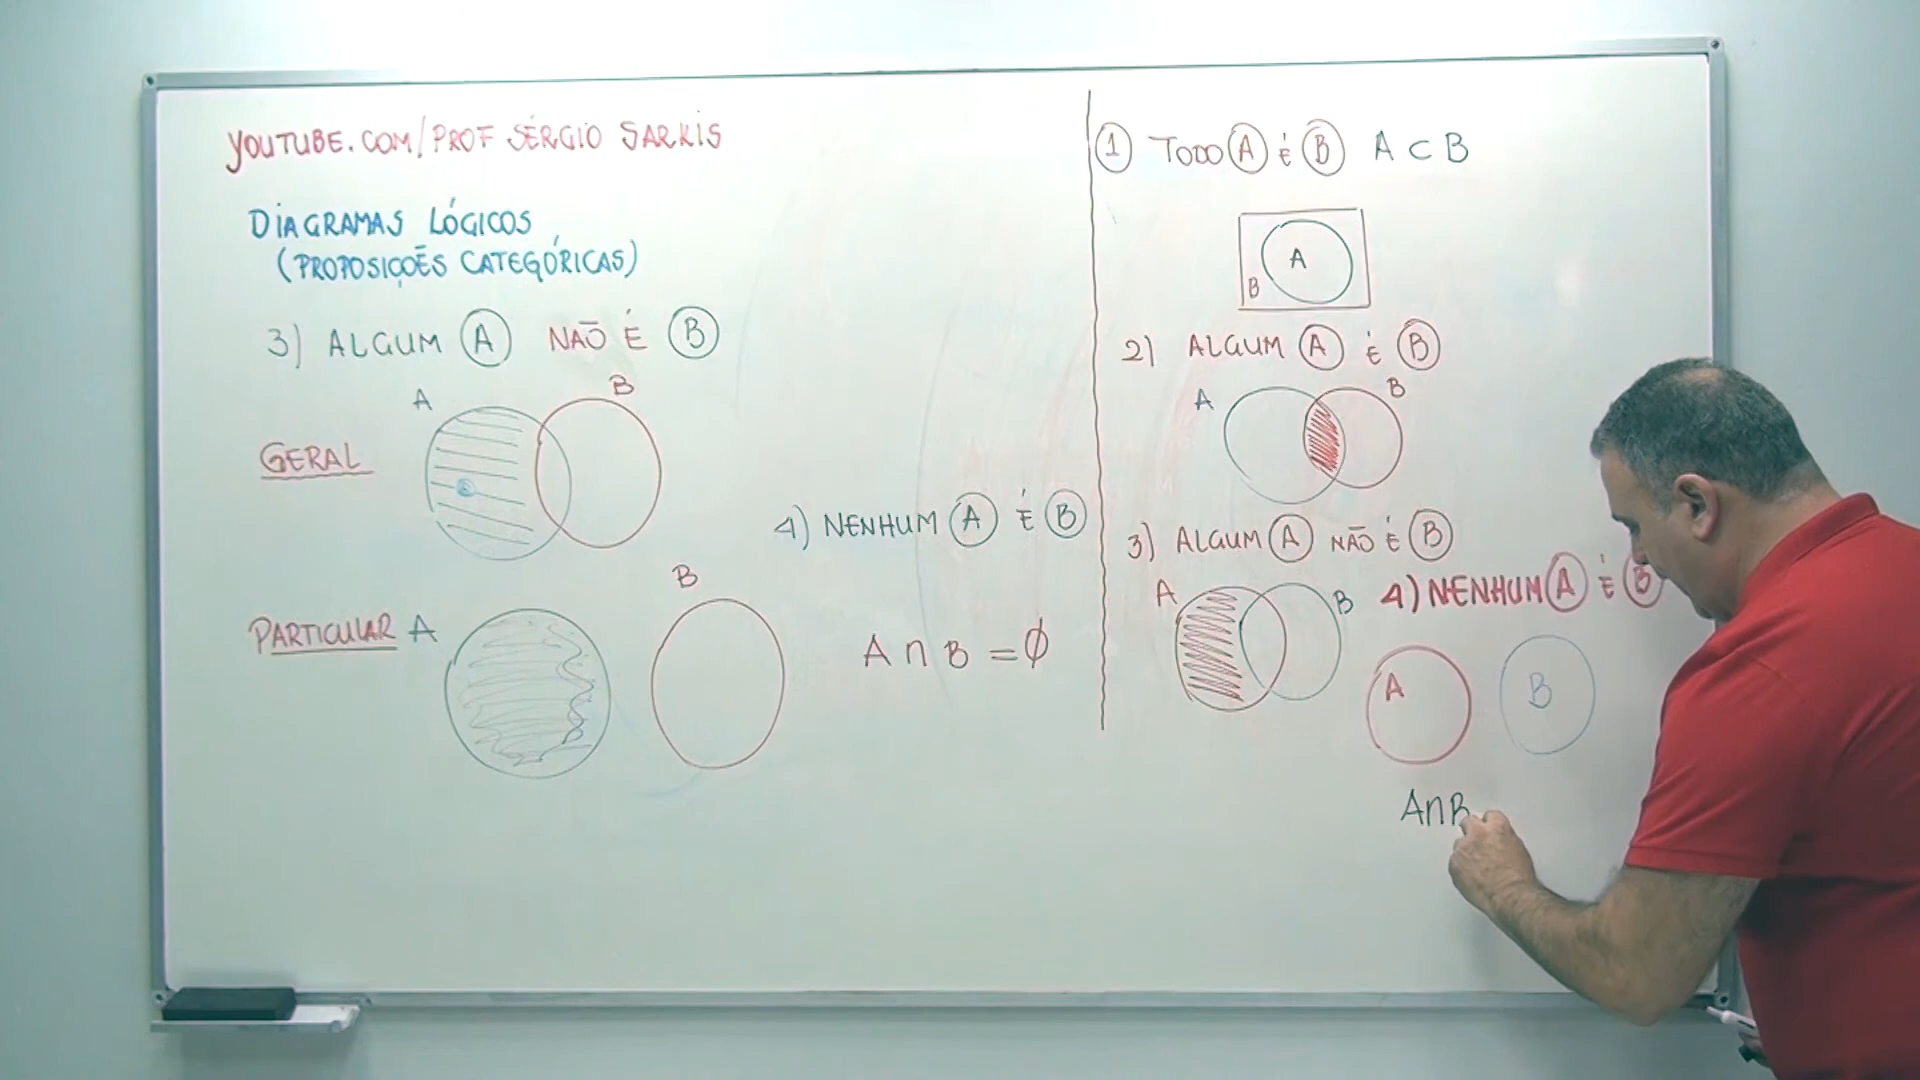 YOUTUBE.COM/PROF SÉRGIO SARKIS
DIAGRAMAS LÓGICOS
(PROPOSIÇÕES CATEGÓRICAS)
3) ALGUM A NÃO É B
A B
GERAL
4) NENHUM A É B
B
PARTICULAR A
A ∩ B = ∅
1 TODO A É B A ⊂ B
A
B
2) ALGUM A É B
A B
3) ALGUM A NÃO É B
A B
4) NENHUM A É B
A B
A∩B